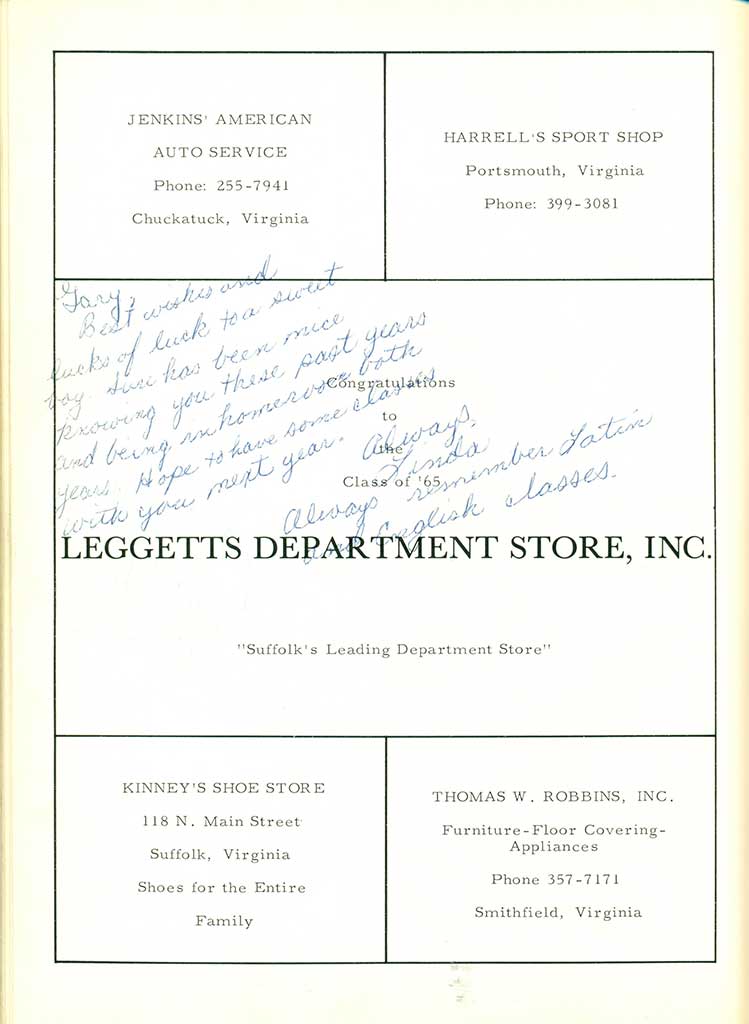 JENKINS' AMERICAN
AUTO SERVICE
Phone: 255-7941
Chuckatuck, Virginia
HARRELL'S SPORT SHOP
Portsmouth, Virginia
Phone: 399-3081
Gary,
Best wishes and
lucks of luck to a sweet
boy. Sure has been nice
knowing you these past years
and being in homeroom both
years. Hope to have some classes
with you next year. Always,
Linda
Always remember Latin
and English classes.
Congratulations
to
the
Class of '65
LEGGETTS DEPARTMENT STORE, INC.
"Suffolk's Leading Department Store"
KINNEY'S SHOE STORE
118 N. Main Street
Suffolk, Virginia
Shoes for the Entire
Family
THOMAS W. ROBBINS, INC.
Furniture-Floor Covering-
Appliances
Phone 357-7171
Smithfield, Virginia